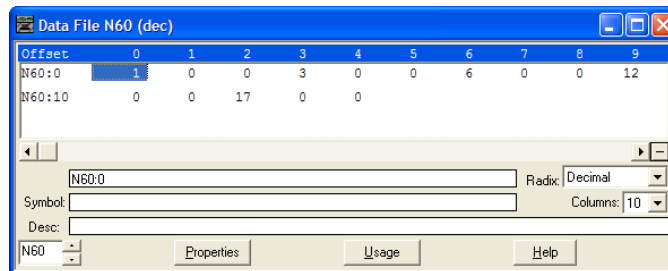 Data File N60 (dec)
Offset 0 1 2 3 4 5 6 7 8 9
N60:0 1 0 0 3 0 0 6 0 0 12
N60:10 0 0 17 0 0
N60:0 Radix: Decimal
Symbol: Columns: 10
Desc:
N60 Properties Usage Help